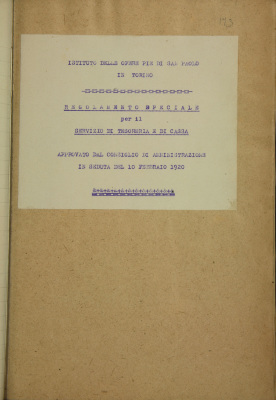 ISTITUTO DELLE OPERE PIE DI SAN PAOLO
IN TORINO
REGOLAMENTO SPECIALE
per il
SERVIZIO DI TESORERIA E DI CASSA
APPROVATO DAL CONSIGLIO DI AMMINISTRAZIONE
IN SEDUTA DEL 10 FEBBRAIO 1920